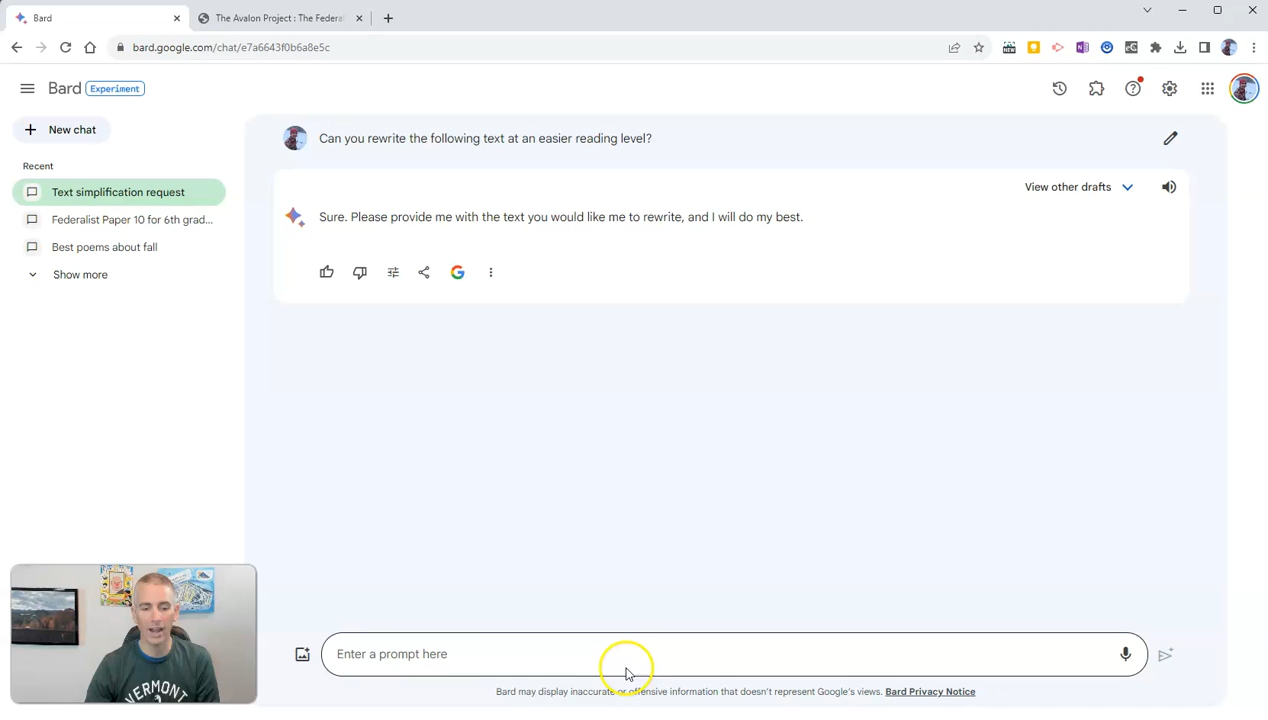 Bard
The Avalon Project : The Federal
bard.google.com/chat/e7a6643f0b6a8e5c
Bard Experiment
New chat
Can you rewrite the following text at an easier reading level?
Recent
Text simplification request
View other drafts
Federalist Paper 10 for 6th grad...
Sure. Please provide me with the text you would like me to rewrite, and I will do my best.
Best poems about fall
Show more
Enter a prompt here
Bard may display inaccurate or offensive information that doesn't represent Google's views. Bard Privacy Notice
VERMONT